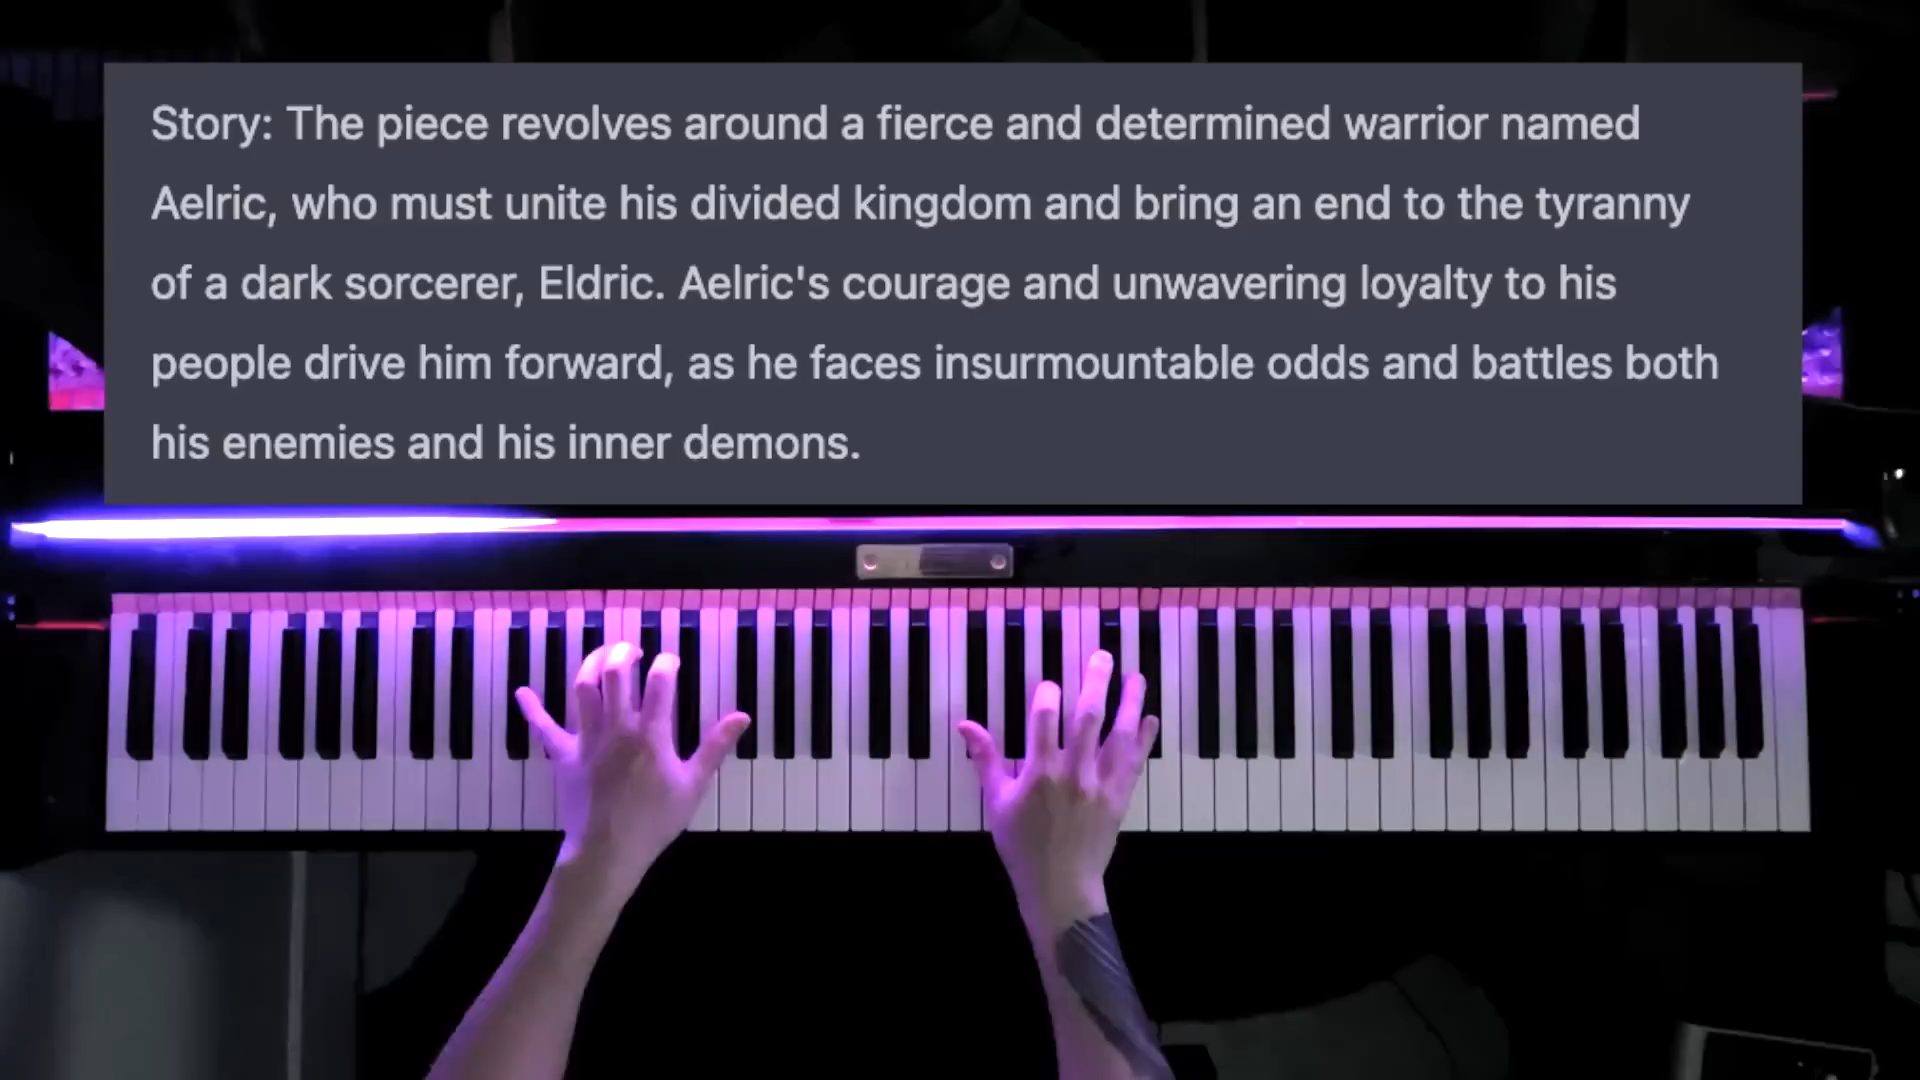 Story: The piece revolves around a fierce and determined warrior named
Aelric, who must unite his divided kingdom and bring an end to the tyranny
of a dark sorcerer, Eldric. Aelric's courage and unwavering loyalty to his
people drive him forward, as he faces insurmountable odds and battles both
his enemies and his inner demons.